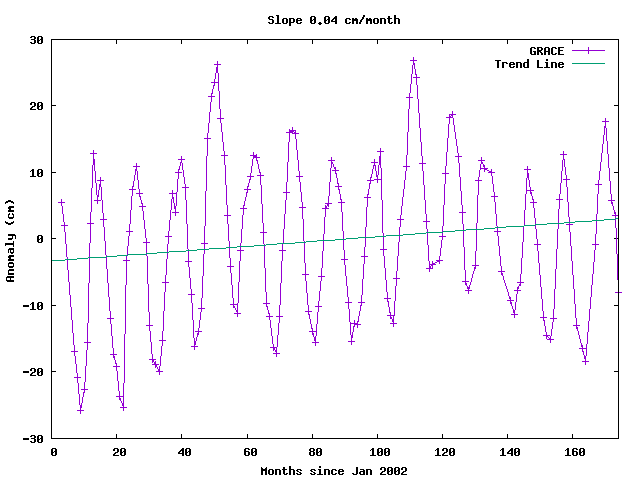 Slope 0.04 cm/month
GRACE
Trend Line
30
20
10
0
-10
-20
-30
Anomaly (cm)
0 20 40 60 80 100 120 140 160
Months since Jan 2002